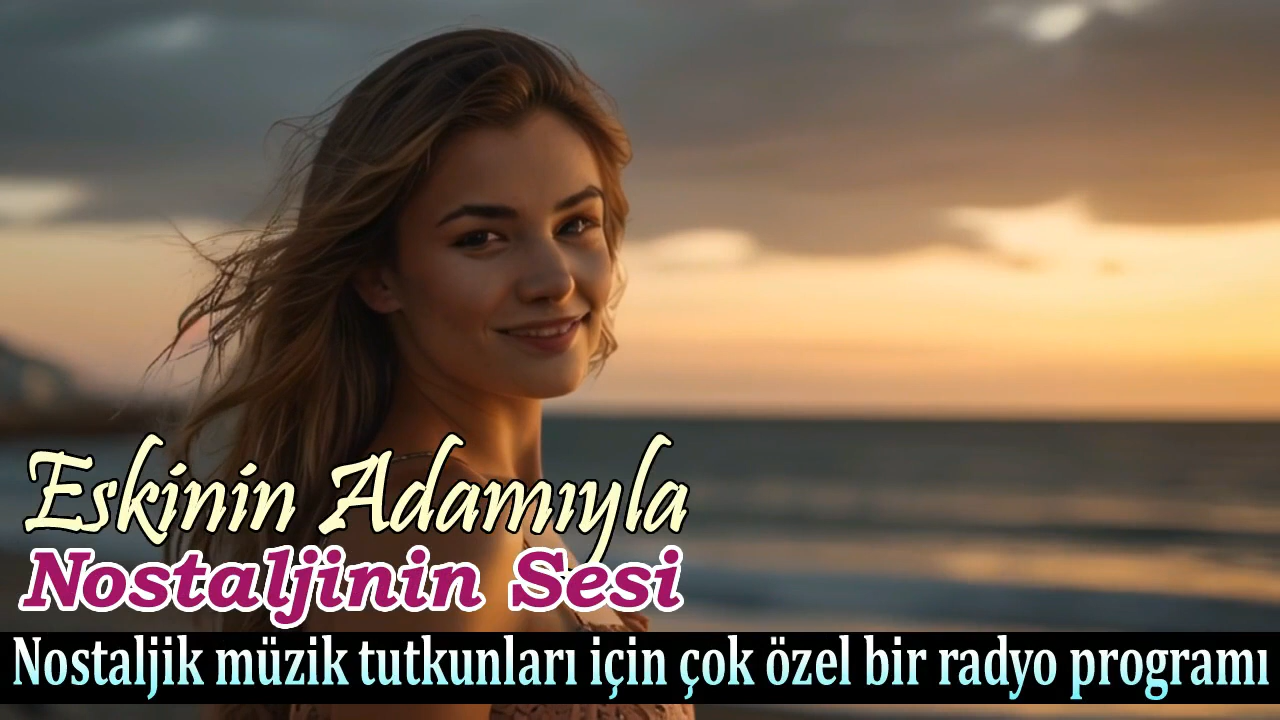 Eskinin Adamıyla
Nostaljinin Sesi
Nostaljik müzik tutkunları için çok özel bir radyo programı